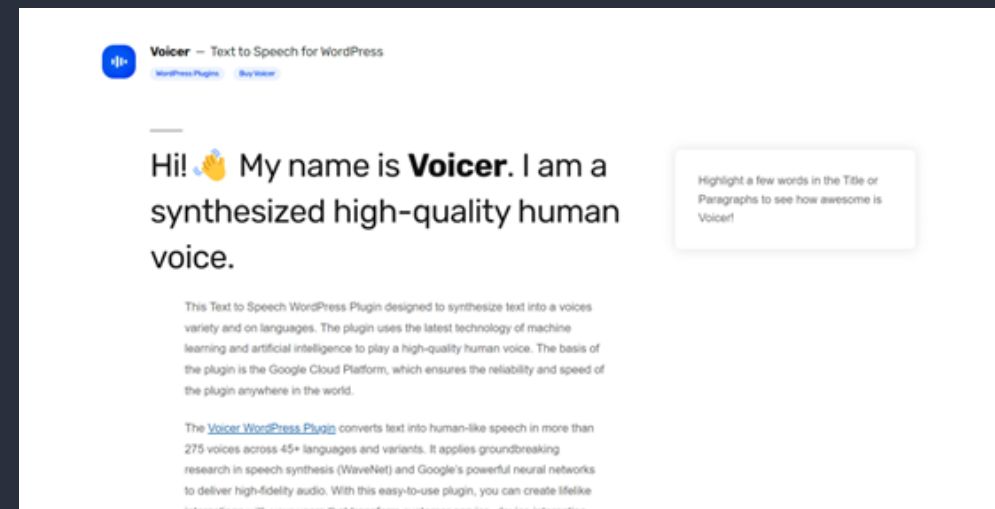 Voicer — Text to Speech for WordPress
WordPress Plugins Buy Voicer
Hi! 👋 My name is Voicer. I am a
synthesized high-quality human
voice.
Highlight a few words in the Title or
Paragraphs to see how awesome is
Voicer!
This Text to Speech WordPress Plugin designed to synthesize text into a voices
variety and on languages. The plugin uses the latest technology of machine
learning and artificial intelligence to play a high-quality human voice. The basis of
the plugin is the Google Cloud Platform, which ensures the reliability and speed of
the plugin anywhere in the world.
The Voicer WordPress Plugin converts text into human-like speech in more than
275 voices across 45+ languages and variants. It applies groundbreaking
research in speech synthesis (WaveNet) and Google's powerful neural networks
to deliver high-fidelity audio. With this easy-to-use plugin, you can create lifelike